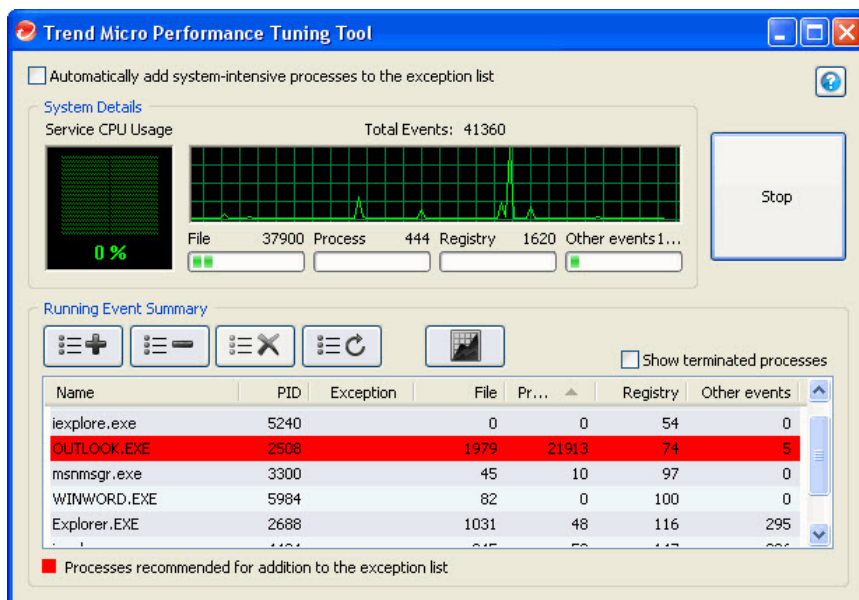 Trend Micro Performance Tuning Tool
Automatically add system-intensive processes to the exception list
System Details
Service CPU Usage
Total Events: 41360
0 %
File 37900 Process 444 Registry 1620 Other events1...
Stop
Running Event Summary
Show terminated processes
Name PID Exception File Pr... Registry Other events
iexplore.exe 5240 0 0 54 0
OUTLOOK.EXE 2508 1979 21913 74 5
msnmsgr.exe 3300 45 10 97 0
WINWORD.EXE 5984 82 0 100 0
Explorer.EXE 2688 1031 48 116 295
Processes recommended for addition to the exception list